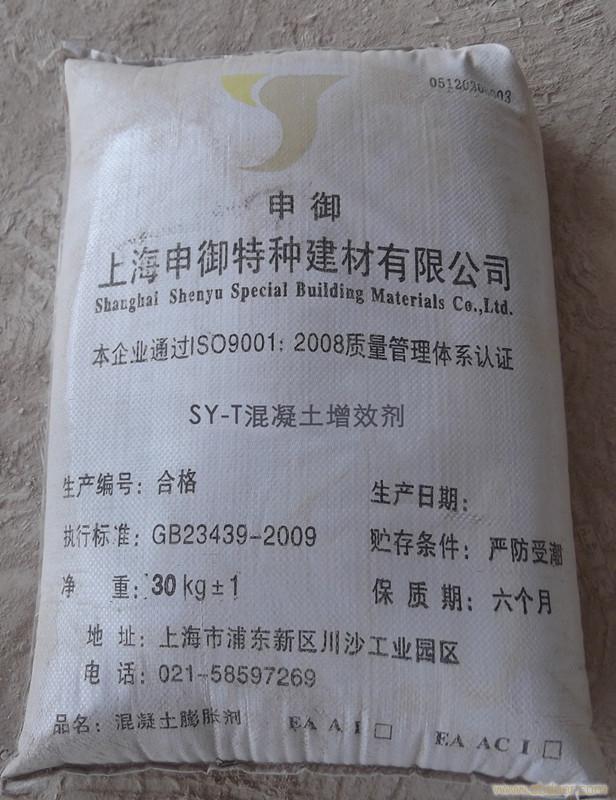 申御
上海申御特种建材有限公司
Shanghai Shenyu Special Building Materials Co.,Ltd.
本企业通过ISO9001：2008质量管理体系认证
SY-T混凝土增效剂
生产编号：合格
生产日期：
执行标准：GB23439-2009
贮存条件：严防受潮
净 重：30kg±1
保 质 期：六个月
地 址：上海市浦东新区川沙工业园区
电 话：021-58597269
品名：混凝土膨胀剂 EA A I □ EA AC I □